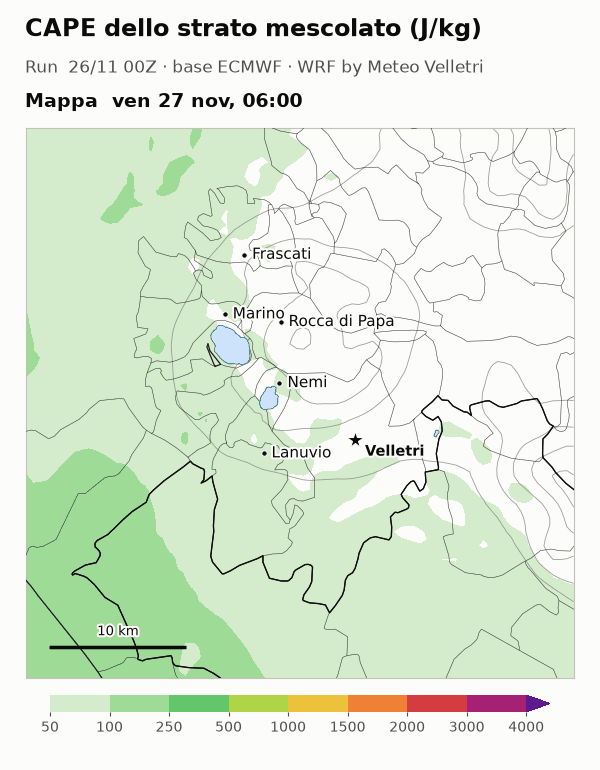 CAPE dello strato mescolato (J/kg)
Run  26/11 00Z · base ECMWF · WRF by Meteo Velletri
Mappa  ven 27 nov, 06:00
Frascati
Marino
Rocca di Papa
Nemi
Velletri
Lanuvio
10 km
50 100 250 500 1000 1500 2000 3000 4000